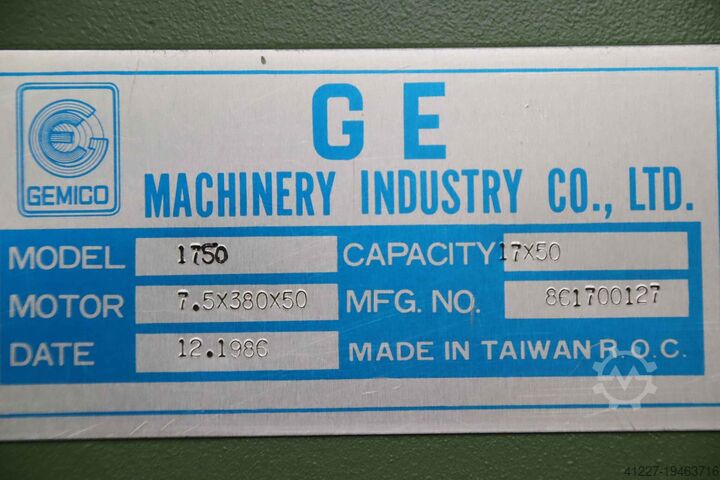 GEMICO
G E
MACHINERY INDUSTRY CO., LTD.
MODEL 1750 CAPACITY 17X50
MOTOR 7.5X380X50 MFG. NO. 861700127
DATE 12.1986 MADE IN TAIWAN R.O.C.
41227-19463716